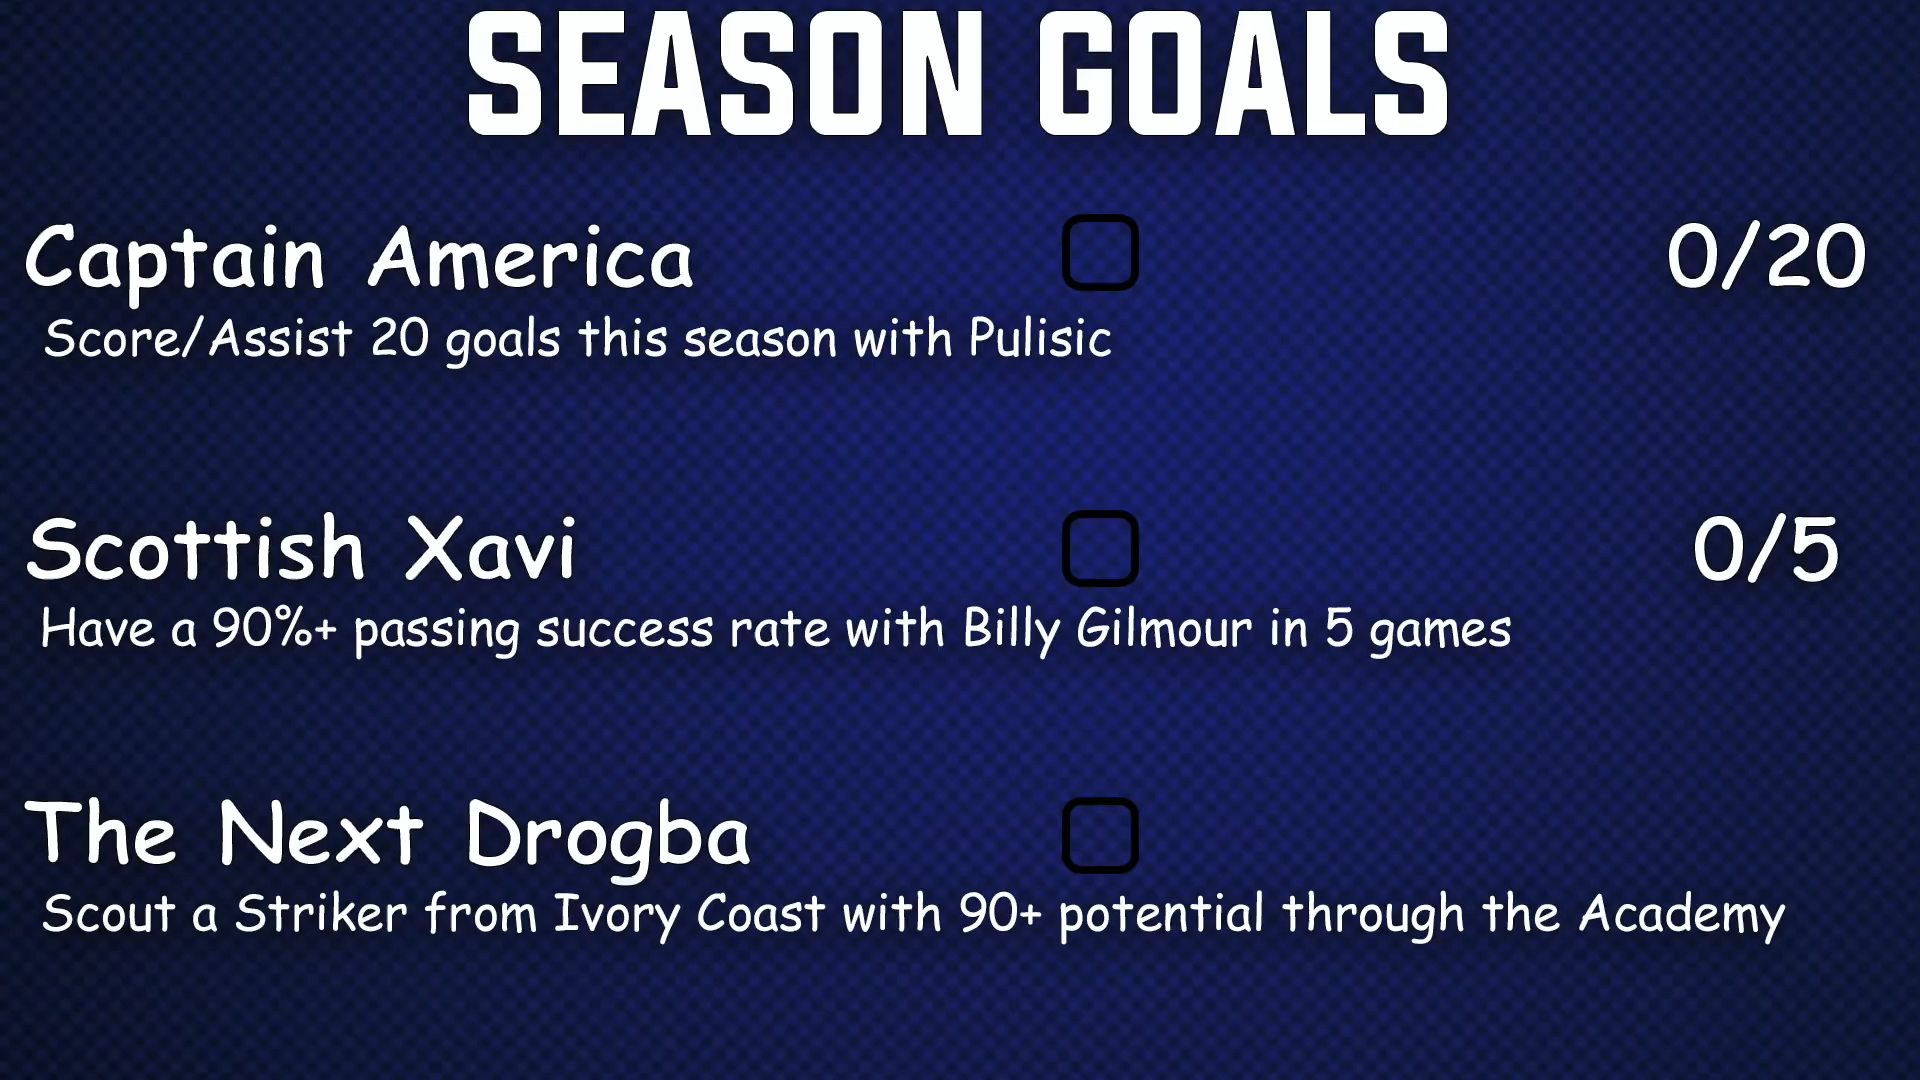 SEASON GOALS
Captain America 0/20
Score/Assist 20 goals this season with Pulisic
Scottish Xavi 0/5
Have a 90%+ passing success rate with Billy Gilmour in 5 games
The Next Drogba
Scout a Striker from Ivory Coast with 90+ potential through the Academy